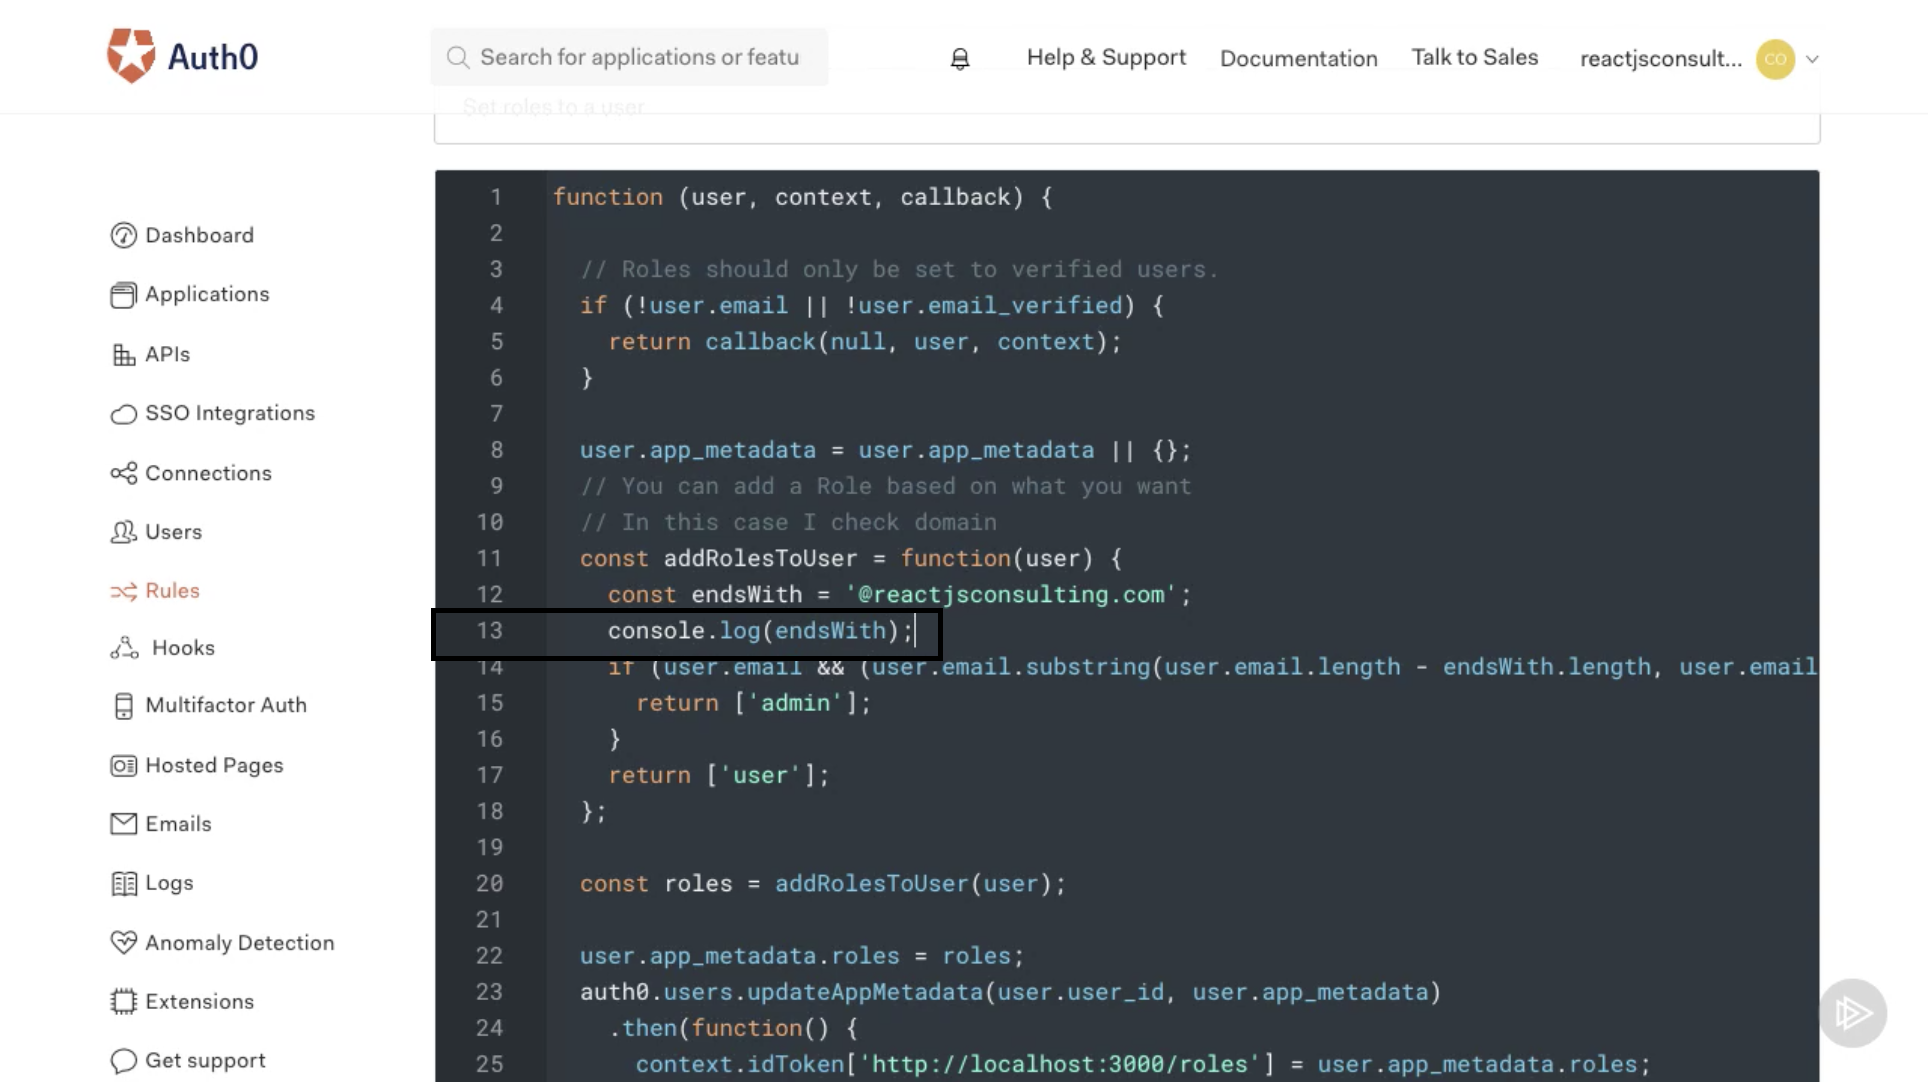 Auth0
Search for applications or featu
Help & Support
Documentation
Talk to Sales
reactjsconsult...
CO
Set roles to a user
Dashboard
Applications
APIs
SSO Integrations
Connections
Users
Rules
Hooks
Multifactor Auth
Hosted Pages
Emails
Logs
Anomaly Detection
Extensions
Get support
1 function (user, context, callback) {
2
3 // Roles should only be set to verified users.
4 if (!user.email || !user.email_verified) {
5 return callback(null, user, context);
6 }
7
8 user.app_metadata = user.app_metadata || {};
9 // You can add a Role based on what you want
10 // In this case I check domain
11 const addRolesToUser = function(user) {
12 const endsWith = '@reactjsconsulting.com';
13 console.log(endsWith);
14 if (user.email && (user.email.substring(user.email.length - endsWith.length, user.email
15 return ['admin'];
16 }
17 return ['user'];
18 };
19
20 const roles = addRolesToUser(user);
21
22 user.app_metadata.roles = roles;
23 auth0.users.updateAppMetadata(user.user_id, user.app_metadata)
24 .then(function() {
25 context.idToken['http://localhost:3000/roles'] = user.app_metadata.roles;